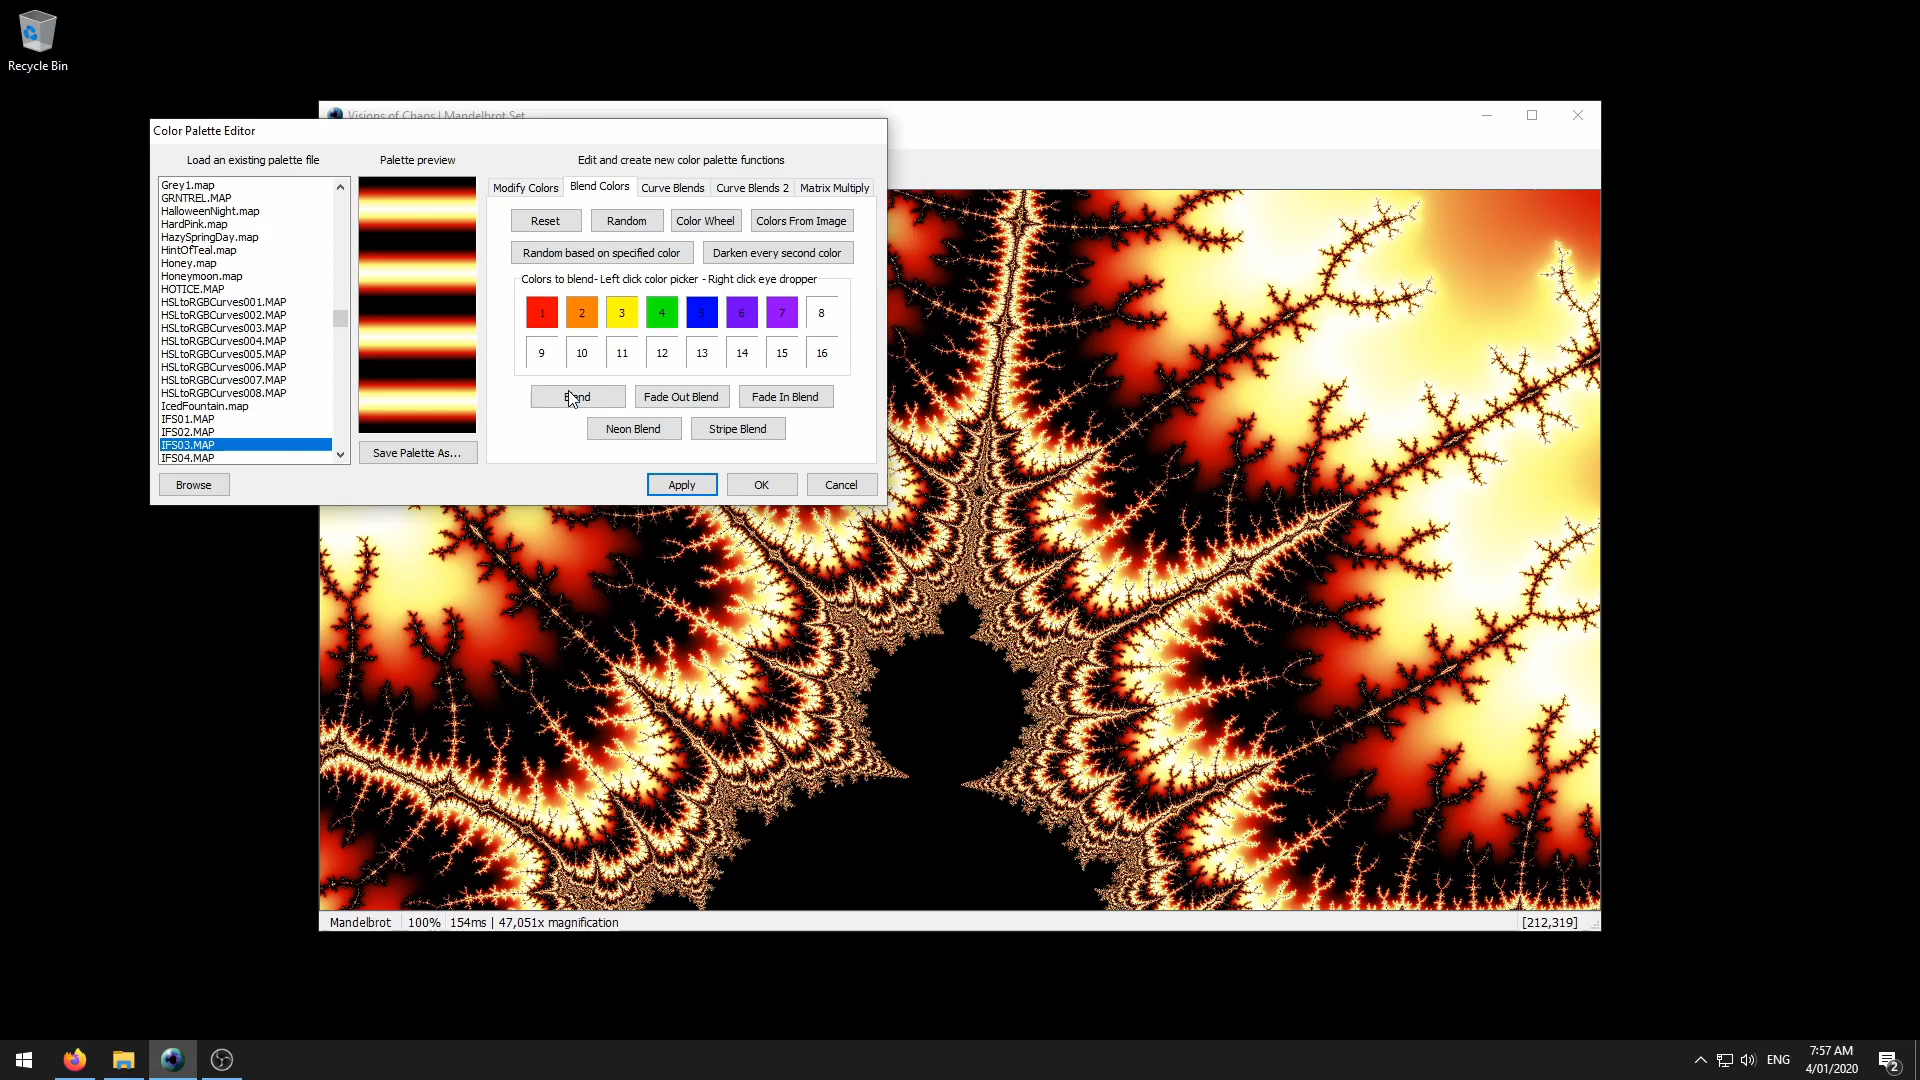 Recycle Bin
Visions of Chaos | Mandelbrot Set
Color Palette Editor
Load an existing palette file
Palette preview
Edit and create new color palette functions
Grey1.map
GRNTREL.MAP
HalloweenNight.map
HardPink.map
HazySpringDay.map
HintOfTeal.map
Honey.map
Honeymoon.map
HOTICE.MAP
HSLtoRGBCurves001.MAP
HSLtoRGBCurves002.MAP
HSLtoRGBCurves003.MAP
HSLtoRGBCurves004.MAP
HSLtoRGBCurves005.MAP
HSLtoRGBCurves006.MAP
HSLtoRGBCurves007.MAP
HSLtoRGBCurves008.MAP
IcedFountain.map
IFS01.MAP
IFS02.MAP
IFS03.MAP
IFS04.MAP
Browse
Save Palette As...
Modify Colors Blend Colors Curve Blends Curve Blends 2 Matrix Multiply
Reset Random Color Wheel Colors From Image
Random based on specified color Darken every second color
Colors to blend- Left click color picker - Right click eye dropper
1 2 3 4 5 6 7 8
9 10 11 12 13 14 15 16
Blend Fade Out Blend Fade In Blend
Neon Blend Stripe Blend
Apply OK Cancel
Mandelbrot 100% 154ms | 47,051x magnification [212,319]
ENG
7:57 AM
4/01/2020
2